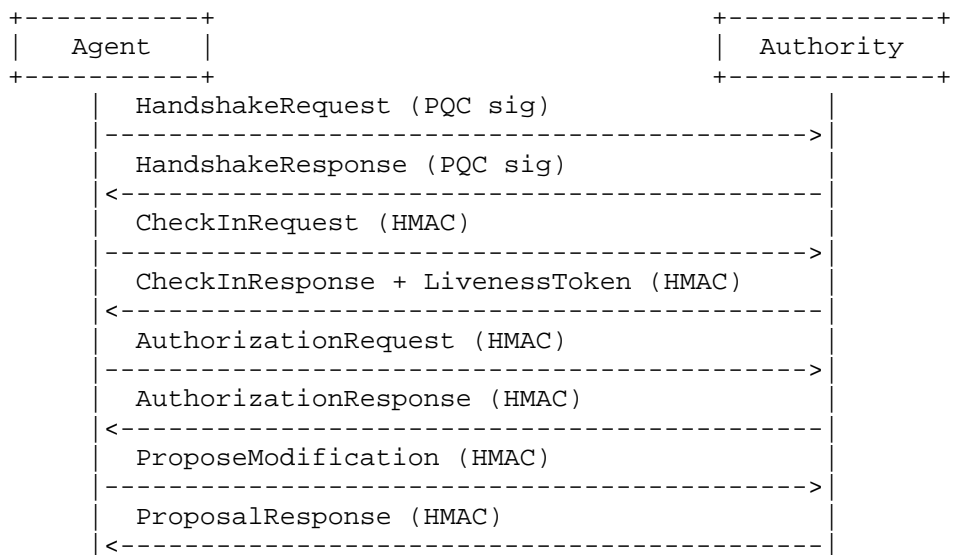 Agent Authority
HandshakeRequest (PQC sig)
HandshakeResponse (PQC sig)
CheckInRequest (HMAC)
CheckInResponse + LivenessToken (HMAC)
AuthorizationRequest (HMAC)
AuthorizationResponse (HMAC)
ProposeModification (HMAC)
ProposalResponse (HMAC)